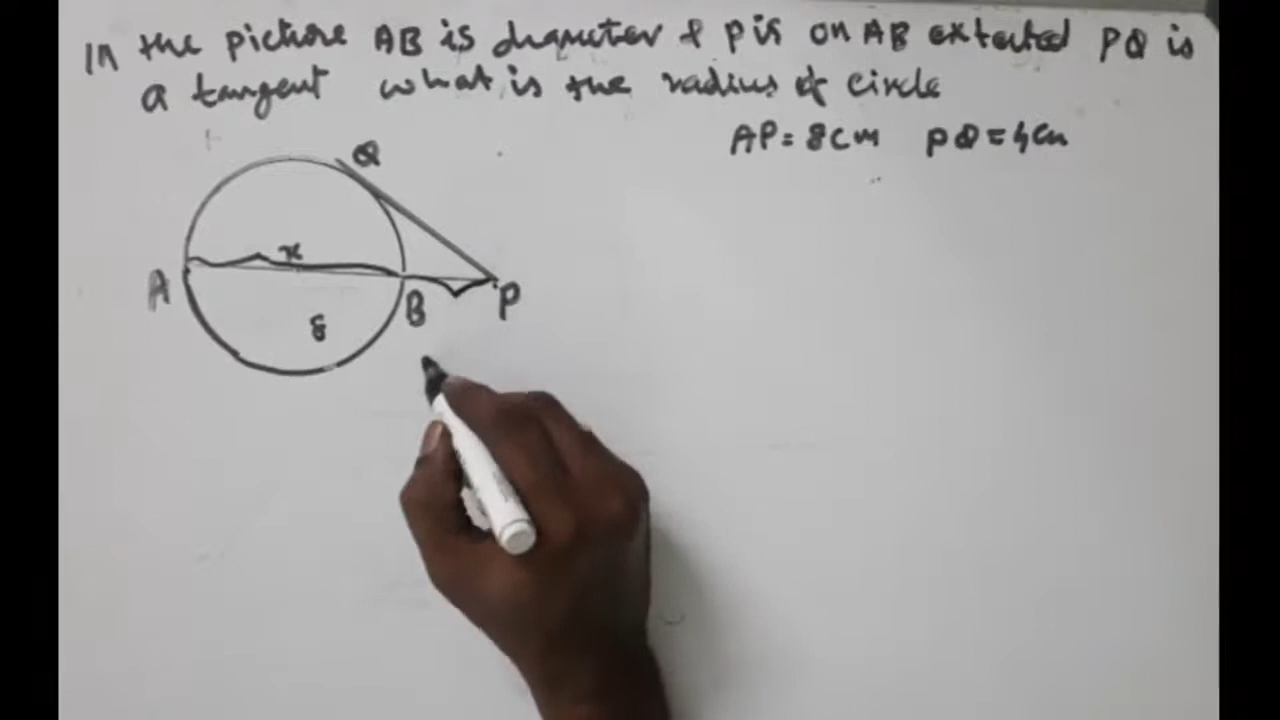 In the picture AB is diameter & P is on AB extented PQ is
a tangent what is the radius of circle
AP = 8cm PQ = 4cm
Q
x
A
B
P
8